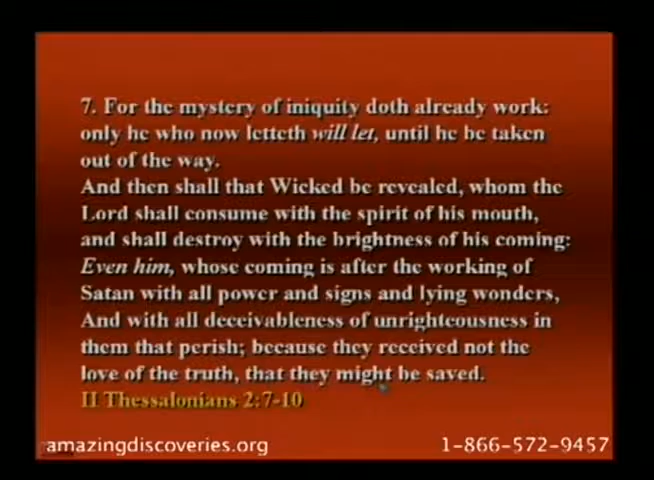 7. For the mystery of iniquity doth already work:
only he who now letteth will let, until he be taken
out of the way.
And then shall that Wicked be revealed, whom the
Lord shall consume with the spirit of his mouth,
and shall destroy with the brightness of his coming:
Even him, whose coming is after the working of
Satan with all power and signs and lying wonders,
And with all deceivableness of unrighteousness in
them that perish; because they received not the
love of the truth, that they might be saved.
II Thessalonians 2:7-10
amazingdiscoveries.org 1-866-572-9457